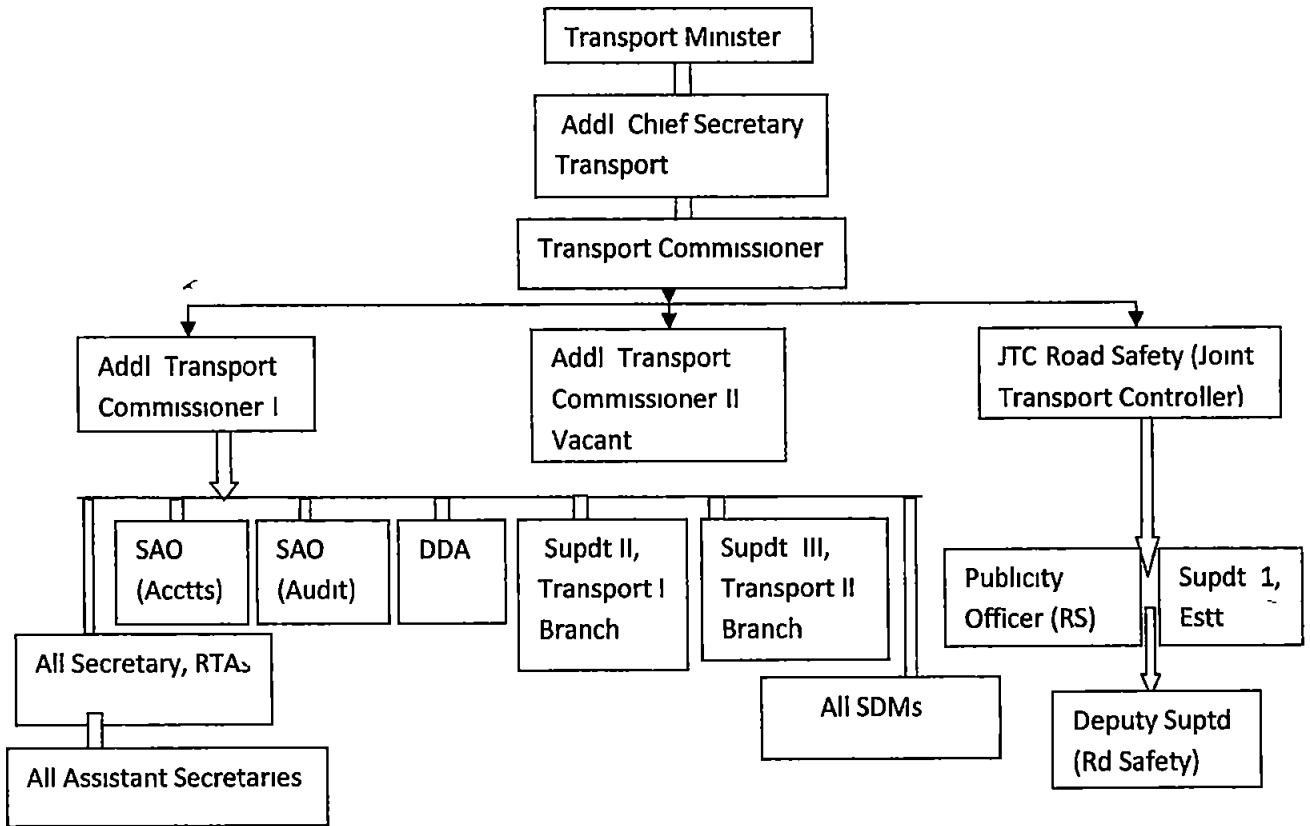 Transport Minister
Addl Chief Secretary
Transport
Transport Commissioner
Addl Transport
Commissioner I
Addl Transport
Commissioner II
Vacant
JTC Road Safety (Joint
Transport Controller)
SAO
(Acctts)
SAO
(Audit)
DDA
Supdt II,
Transport I
Branch
Supdt III,
Transport II
Branch
Publicity
Officer (RS)
Supdt 1,
Estt
All Secretary, RTAs
All SDMs
Deputy Suptd
(Rd Safety)
All Assistant Secretaries